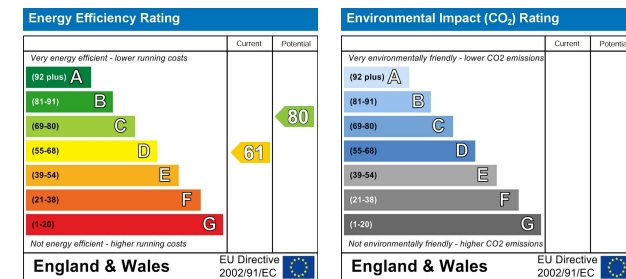 Energy Efficiency Rating
Current Potential
Very energy efficient - lower running costs
(92 plus) A
(81-91) B
(69-80) C
80
(55-68) D
61
(39-54) E
(21-38) F
(1-20) G
Not energy efficient - higher running costs
England & Wales
EU Directive
2002/91/EC
Environmental Impact (CO2) Rating
Current Potential
Very environmentally friendly - lower CO2 emissions
(92 plus) A
(81-91) B
(69-80) C
(55-68) D
(39-54) E
(21-38) F
(1-20) G
Not environmentally friendly - higher CO2 emissions
England & Wales
EU Directive
2002/91/EC